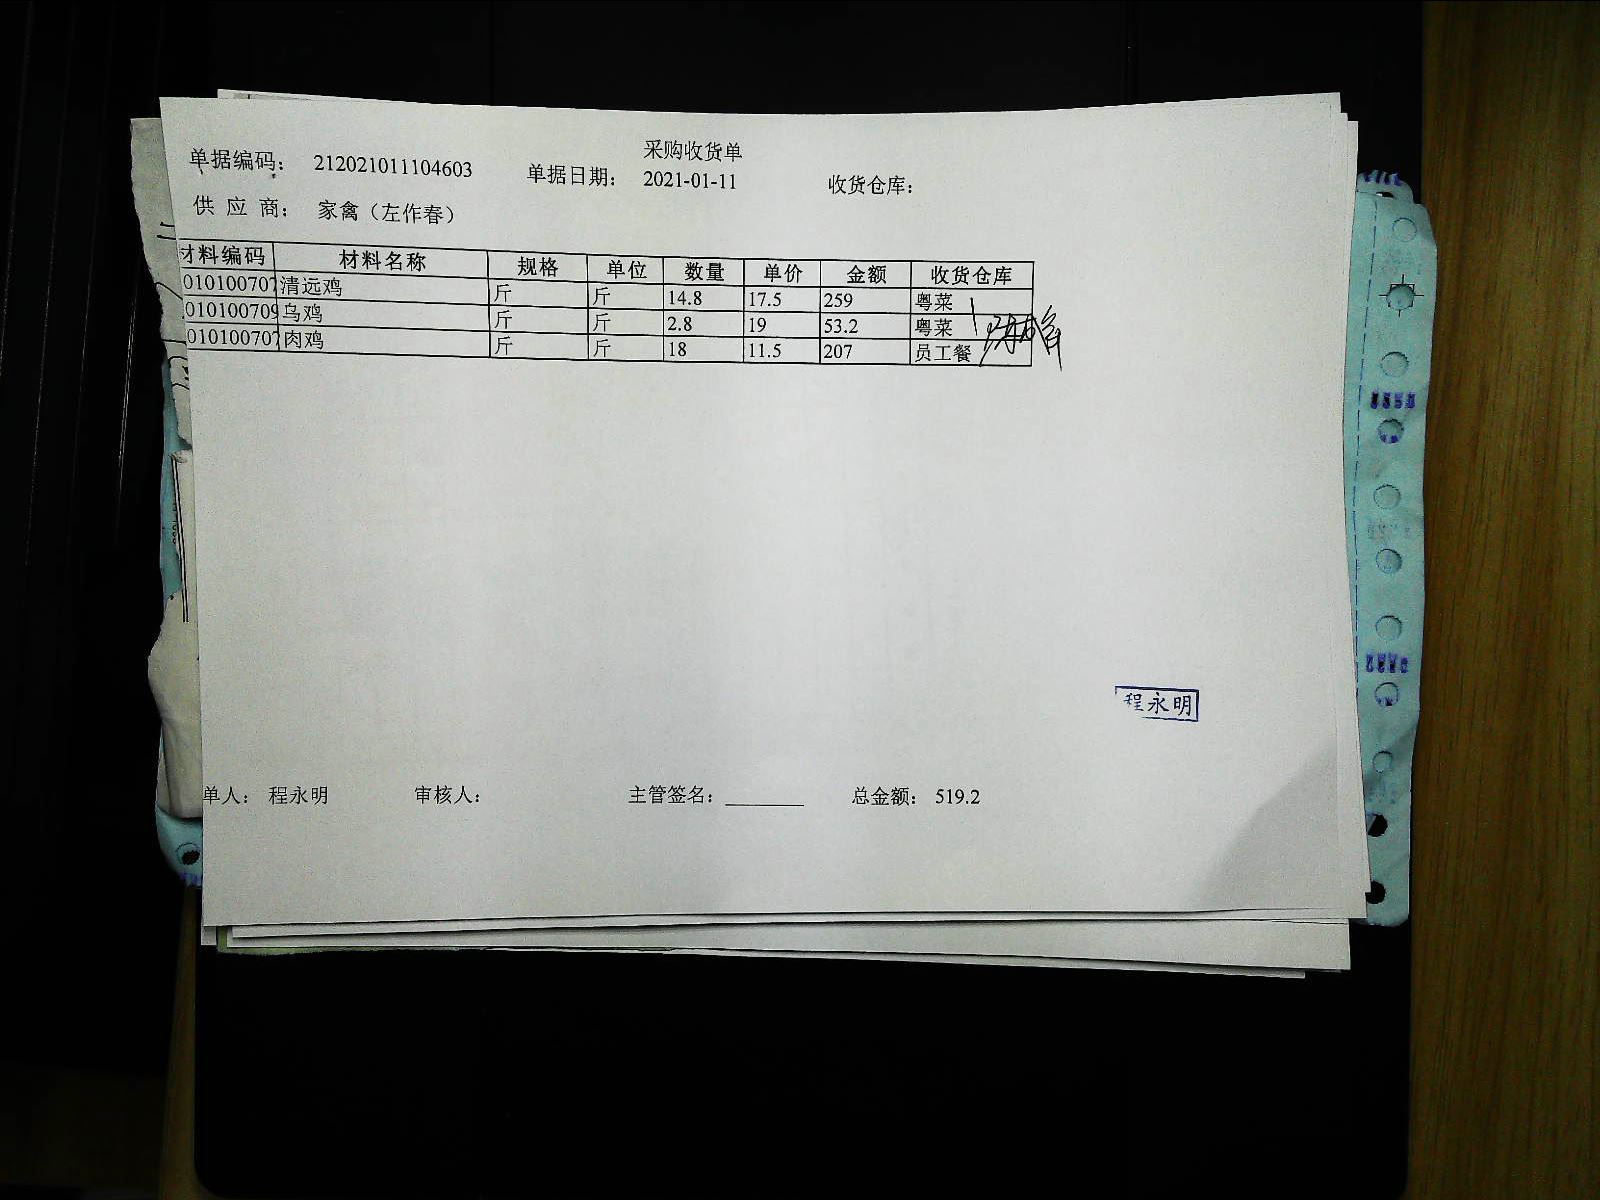 采购收货单
单据编码： 212021011104603 单据日期： 2021-01-11 收货仓库：
供 应 商： 家禽（左作春）
材料编码 材料名称 规格 单位 数量 单价 金额 收货仓库
010100707 清远鸡 斤 斤 14.8 17.5 259 粤菜
010100709 乌鸡 斤 斤 2.8 19 53.2 粤菜
010100707 肉鸡 斤 斤 18 11.5 207 员工餐
程永明
单人： 程永明 审核人： 主管签名：________ 总金额： 519.2